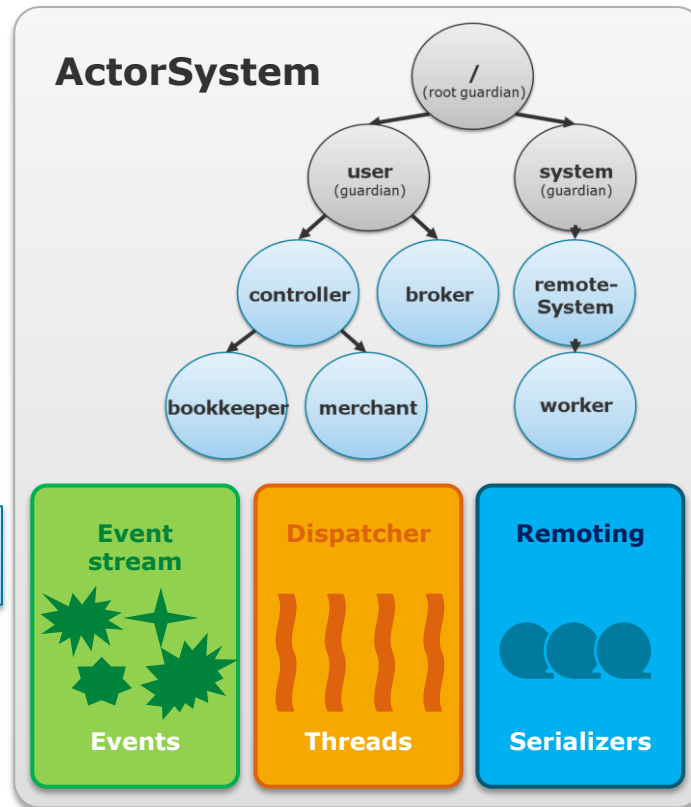 ActorSystem
/
(root guardian)
user
(guardian)
system
(guardian)
controller
broker
remote-
System
bookkeeper
merchant
worker
Event
stream
Events
Dispatcher
Threads
Remoting
Serializers